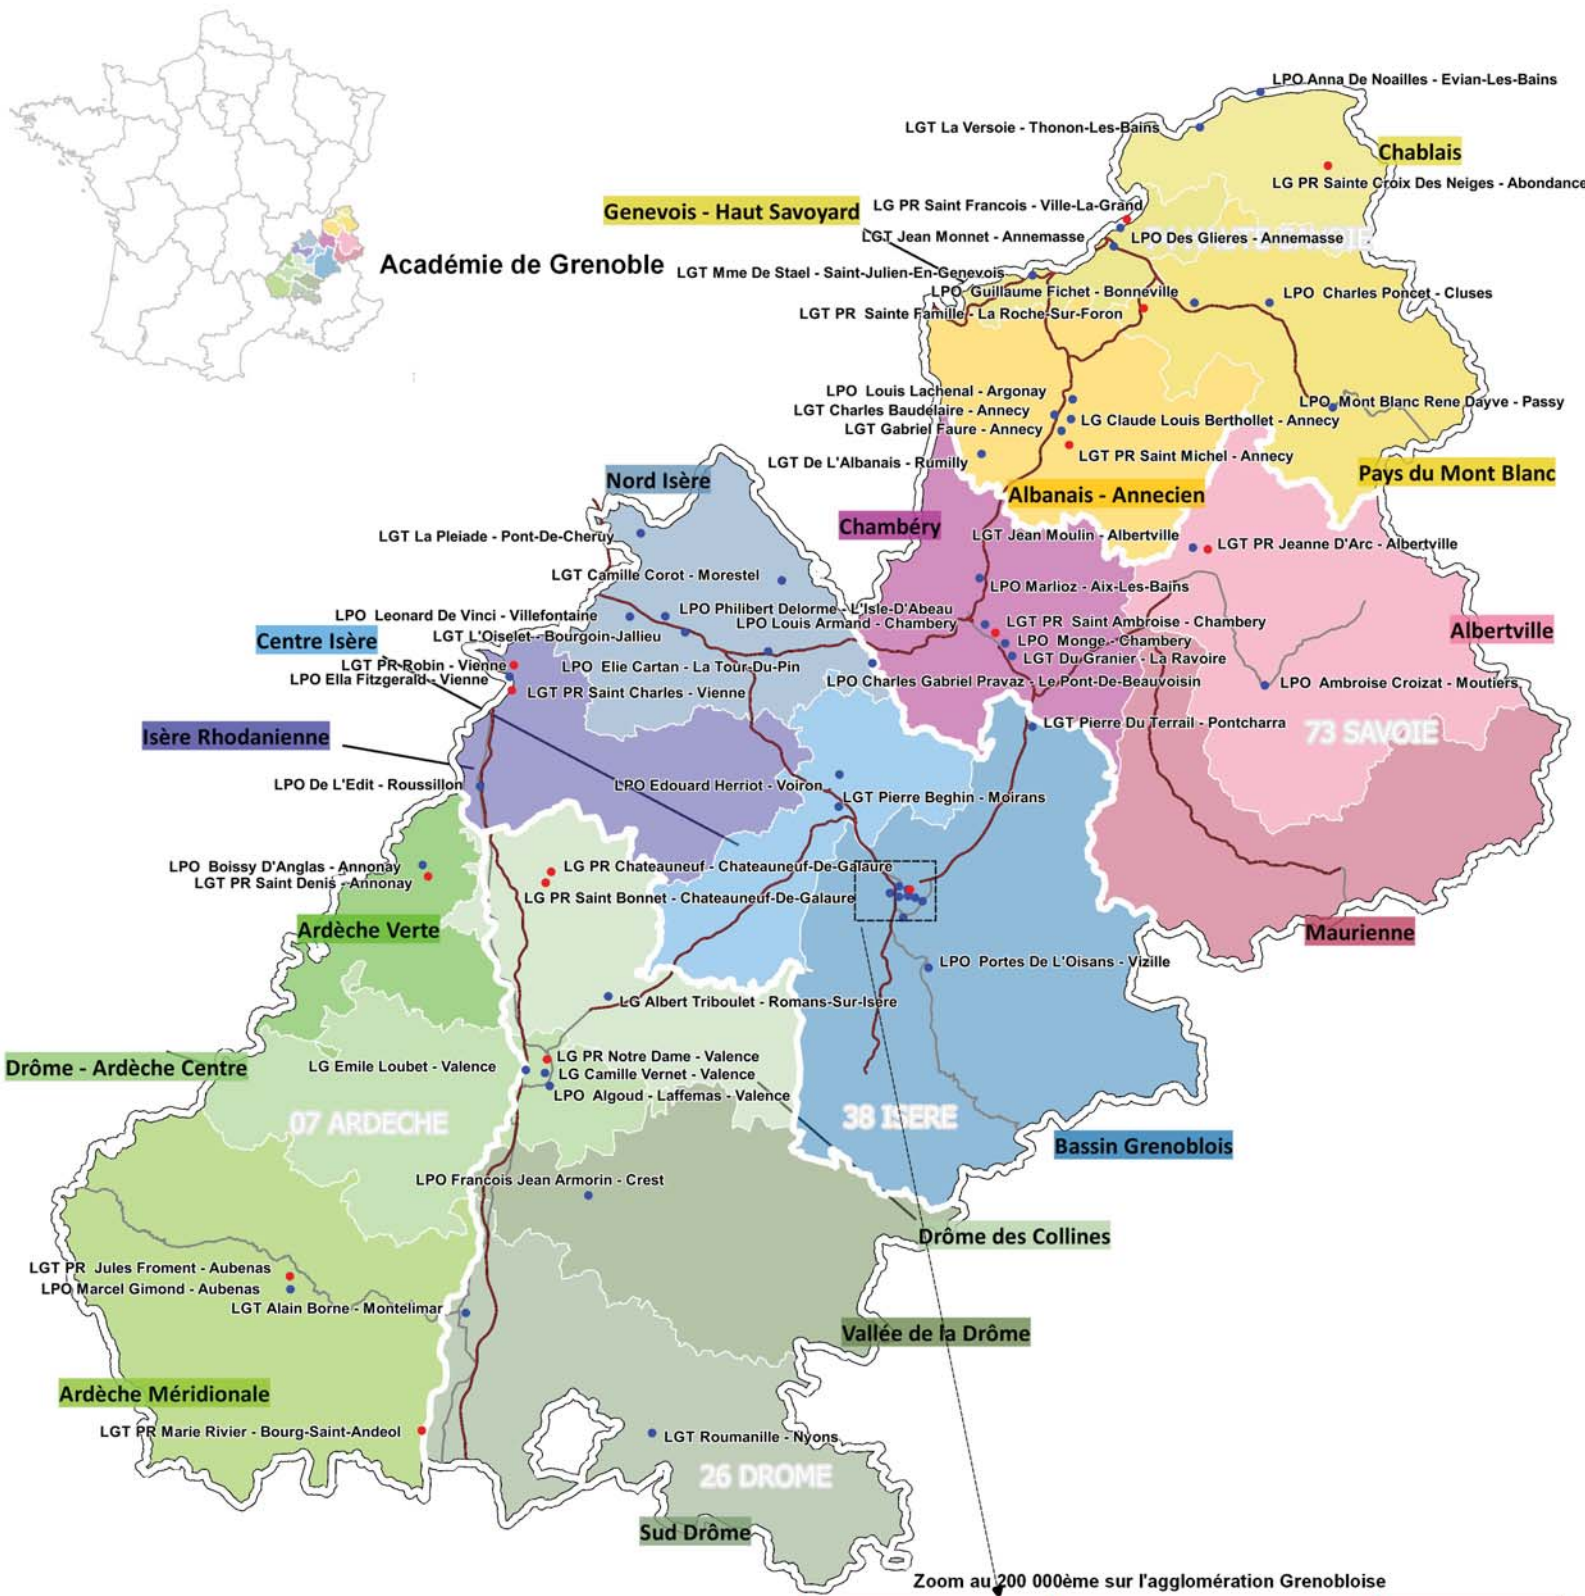 LPO Anna De Noailles - Evian-Les-Bains
LGT La Versoie - Thonon-Les-Bains
Chablais
LG PR Sainte Croix Des Neiges - Abondance
Genevois - Haut Savoyard
LG PR Saint Francois - Ville-La-Grand
LGT Jean Monnet - Annemasse
LPO Des Glieres - Annemasse
74 HAUTE SAVOIE
Académie de Grenoble
LGT Mme De Stael - Saint-Julien-En-Genevois
LPO Guillaume Fichet - Bonneville
LPO Charles Poncet - Cluses
LGT PR Sainte Famille - La Roche-Sur-Foron
LPO Louis Lachenal - Argonay
LPO Mont Blanc Rene Dayve - Passy
LGT Charles Baudelaire - Annecy
LG Claude Louis Berthollet - Annecy
LGT Gabriel Faure - Annecy
LGT PR Saint Michel - Annecy
LGT De L'Albanais - Rumilly
Pays du Mont Blanc
Nord Isère
Albanais - Annecien
Chambéry
LGT La Pleiade - Pont-De-Cheruy
LGT Jean Moulin - Albertville
LGT PR Jeanne D'Arc - Albertville
LGT Camille Corot - Morestel
LPO Marlioz - Aix-Les-Bains
LPO Leonard De Vinci - Villefontaine
LPO Philibert Delorme - L'Isle-D'Abeau
LPO Louis Armand - Chambery
LGT PR Saint Ambroise - Chambery
Albertville
Centre Isère
LGT L'Oiselet - Bourgoin-Jallieu
LPO Monge - Chambery
LGT PR Robin - Vienne
LPO Elie Cartan - La Tour-Du-Pin
LGT Du Granier - La Ravoire
LPO Ella Fitzgerald - Vienne
LPO Charles Gabriel Pravaz - Le Pont-De-Beauvoisin
LPO Ambroise Croizat - Moutiers
LGT PR Saint Charles - Vienne
LGT Pierre Du Terrail - Pontcharra
73 SAVOIE
Isère Rhodanienne
LPO De L'Edit - Roussillon
LPO Edouard Herriot - Voiron
LGT Pierre Beghin - Moirans
LPO Boissy D'Anglas - Annonay
LG PR Chateauneuf - Chateauneuf-De-Galaure
LGT PR Saint Denis - Annonay
LG PR Saint Bonnet - Chateauneuf-De-Galaure
Ardèche Verte
Maurienne
LPO Portes De L'Oisans - Vizille
LG Albert Triboulet - Romans-Sur-Isere
Drôme - Ardèche Centre
LG Emile Loubet - Valence
LG PR Notre Dame - Valence
LG Camille Vernet - Valence
LPO Algoud - Laffemas - Valence
07 ARDECHE
38 ISERE
Bassin Grenoblois
LPO Francois Jean Armorin - Crest
Drôme des Collines
LGT PR Jules Froment - Aubenas
LPO Marcel Gimond - Aubenas
LGT Alain Borne - Montelimar
Vallée de la Drôme
Ardèche Méridionale
LGT PR Marie Rivier - Bourg-Saint-Andeol
LGT Roumanille - Nyons
26 DROME
Sud Drôme
Zoom au 200 000ème sur l'agglomération Grenobloise